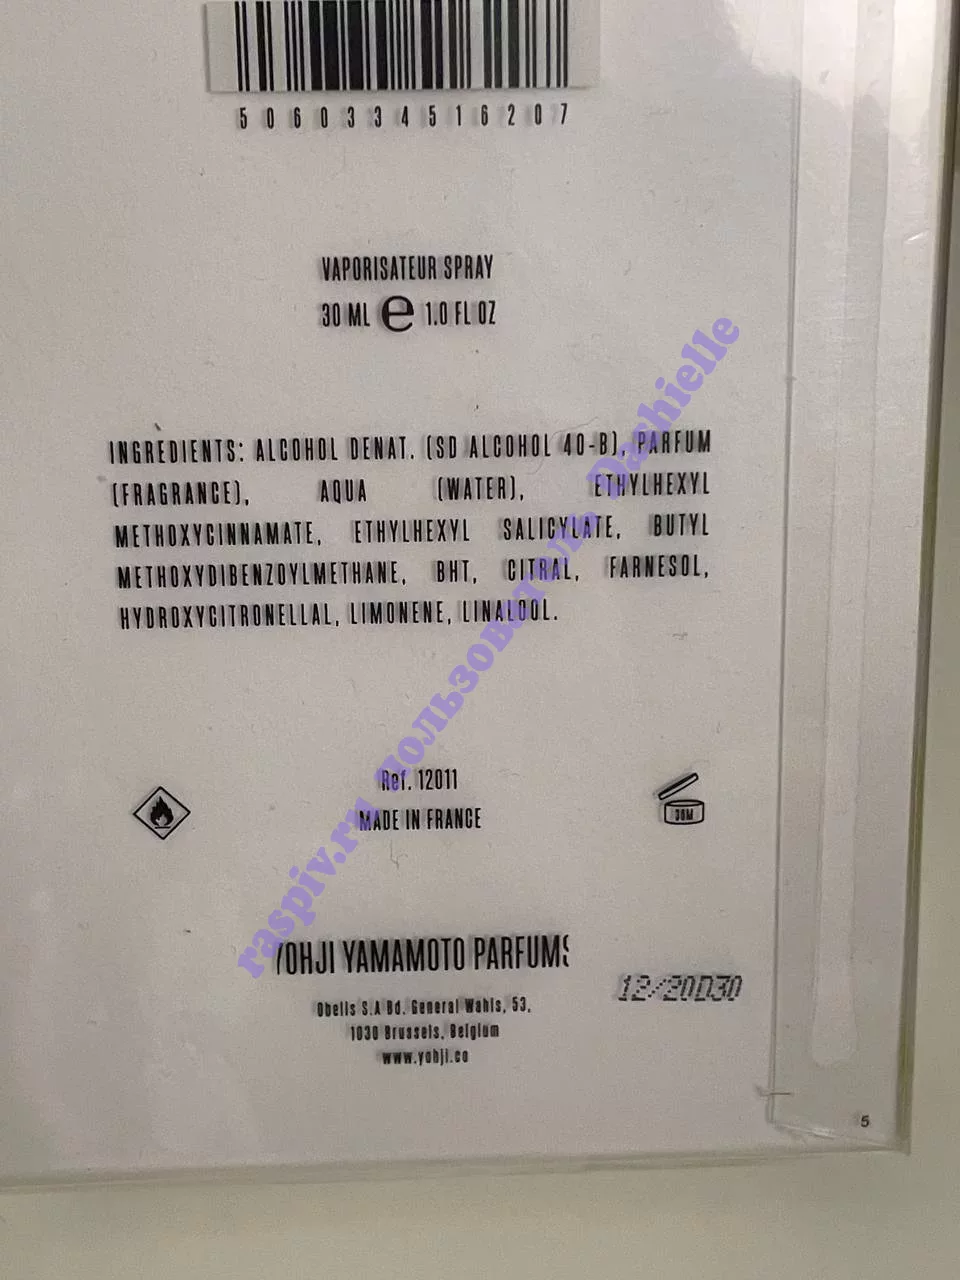 5060334516207
VAPORISATEUR SPRAY
30 ML e 1.0 FL OZ
INGREDIENTS: ALCOHOL DENAT. (SD ALCOHOL 40-B), PARFUM
(FRAGRANCE), AQUA (WATER), ETHYLHEXYL
METHOXYCINNAMATE, ETHYLHEXYL SALICYLATE, BUTYL
METHOXYDIBENZOYLMETHANE, BHT, CITRAL, FARNESOL,
HYDROXYCITRONELLAL, LIMONENE, LINALOOL.
Ref. 12011
MADE IN FRANCE
36M
YOHJI YAMAMOTO PARFUMS
12/20D30
Obelis S.A Bd. General Wahis, 53,
1030 Brussels, Belgium
www.yohji.co
5
raspiv.ru пользователь Dashielle